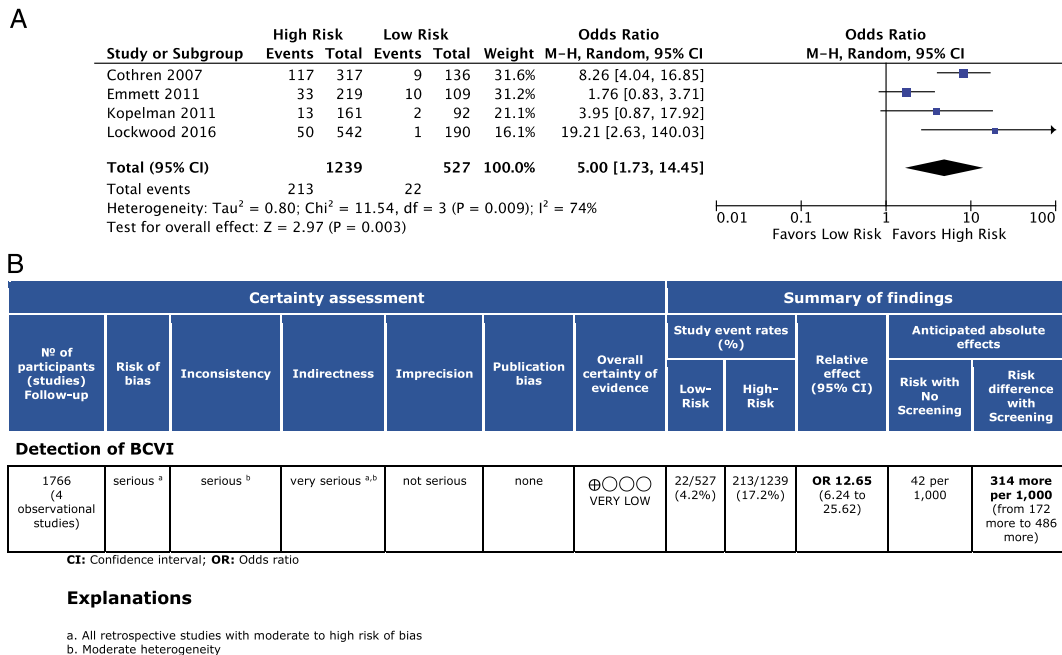 A
High Risk Low Risk Odds Ratio Odds Ratio
Study or Subgroup Events Total Events Total Weight M-H, Random, 95% CI M-H, Random, 95% CI
Cothren 2007 117 317 9 136 31.6% 8.26 [4.04, 16.85]
Emmett 2011 33 219 10 109 31.2% 1.76 [0.83, 3.71]
Kopelman 2011 13 161 2 92 21.1% 3.95 [0.87, 17.92]
Lockwood 2016 50 542 1 190 16.1% 19.21 [2.63, 140.03]
Total (95% CI) 1239 527 100.0% 5.00 [1.73, 14.45]
Total events 213 22
Heterogeneity: Tau² = 0.80; Chi² = 11.54, df = 3 (P = 0.009); I² = 74%
Test for overall effect: Z = 2.97 (P = 0.003)
0.01 0.1 1 10 100
Favors Low Risk Favors High Risk
B
Certainty assessment
Summary of findings
№ of
participants
(studies)
Follow-up
Risk of
bias
Inconsistency
Indirectness
Imprecision
Publication
bias
Overall
certainty of
evidence
Study event rates
(%)
Low-
Risk
High-
Risk
Relative
effect
(95% CI)
Anticipated absolute
effects
Risk with
No
Screening
Risk
difference
with
Screening
Detection of BCVI
1766
(4
observational
studies)
serious a
serious b
very serious a,b
not serious
none
⊕◯◯◯
VERY LOW
22/527
(4.2%)
213/1239
(17.2%)
OR 12.65
(6.24 to
25.62)
42 per
1,000
314 more
per 1,000
(from 172
more to 486
more)
CI: Confidence interval; OR: Odds ratio
Explanations
a. All retrospective studies with moderate to high risk of bias
b. Moderate heterogeneity